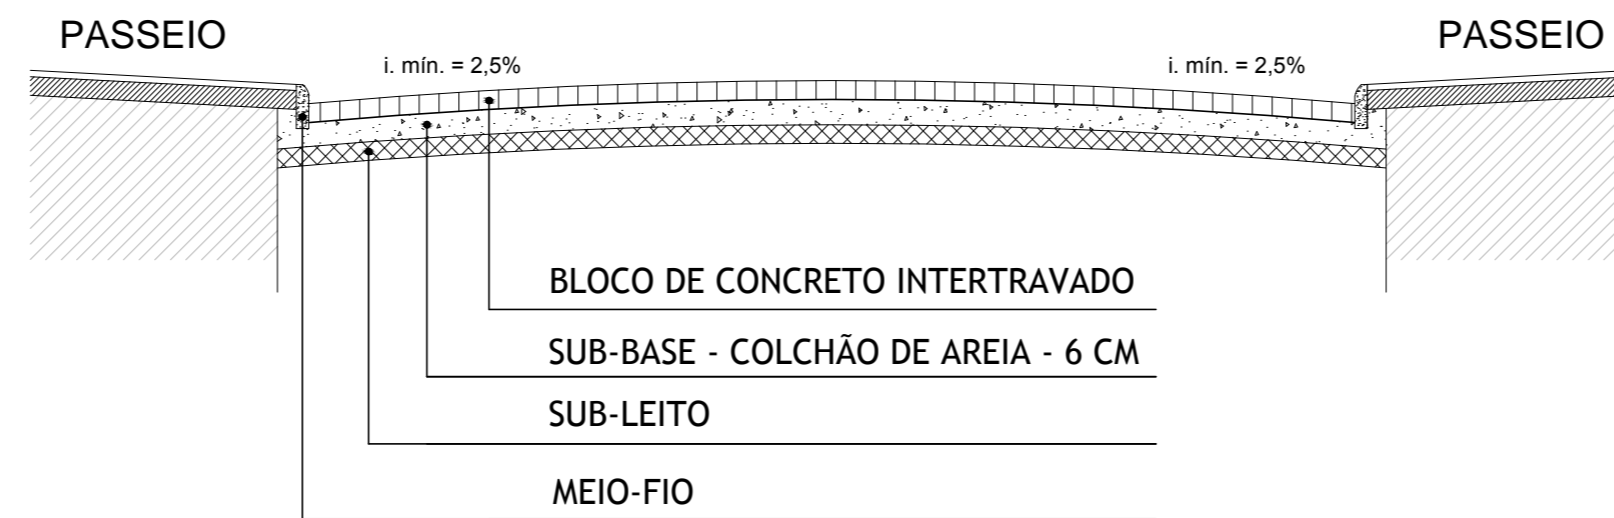 PASSEIO
PASSEIO
i. mín. = 2,5%
i. mín. = 2,5%
BLOCO DE CONCRETO INTERTRAVADO
SUB-BASE - COLCHÃO DE AREIA - 6 CM
SUB-LEITO
MEIO-FIO